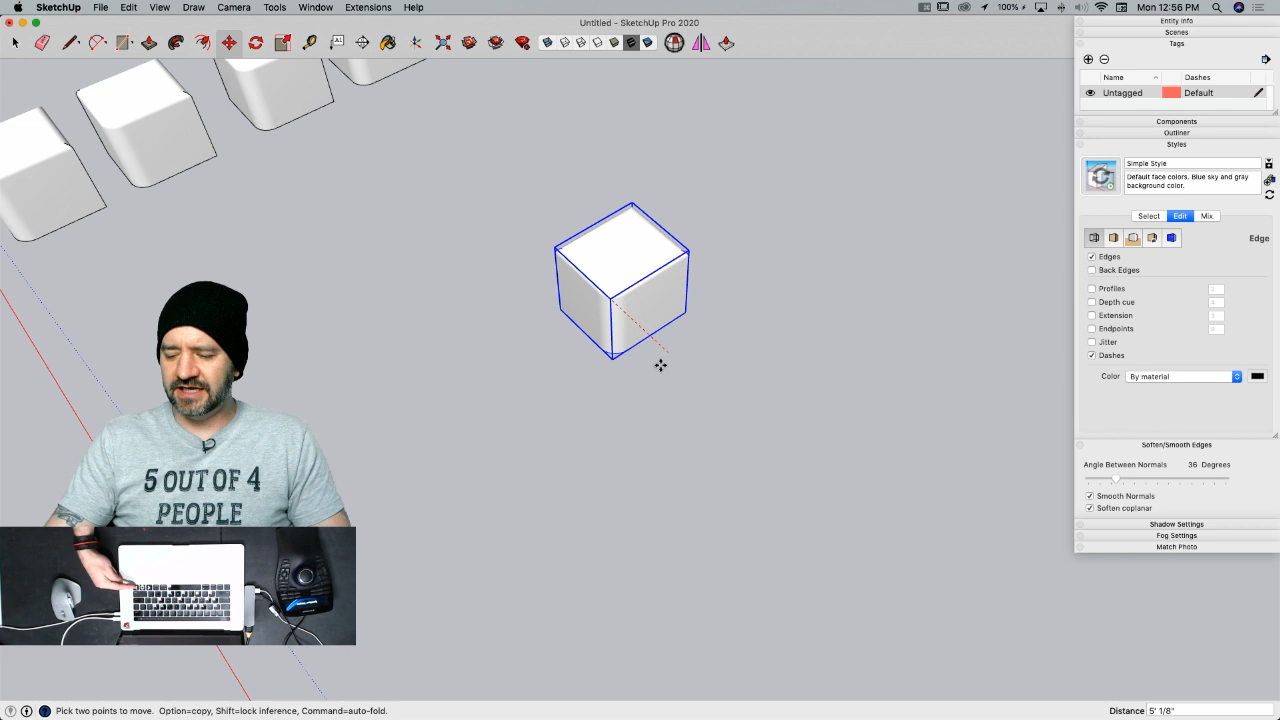 SketchUp File Edit View Draw Camera Tools Window Extensions Help
100% Mon 12:56 PM
Untitled - SketchUp Pro 2020
Entity Info
Scenes
Tags
Name Dashes
Untagged Default
Components
Outliner
Styles
Simple Style
Default face colors. Blue sky and gray
background color.
Select Edit Mix
Edge
Edges
Back Edges
Profiles
Depth cue
Extension
Endpoints
Jitter
Dashes
Color By material
Soften/Smooth Edges
Angle Between Normals 36 Degrees
Smooth Normals
Soften coplanar
Shadow Settings
Fog Settings
Match Photo
5 OUT OF 4
PEOPLE
Pick two points to move. Option=copy, Shift=lock inference, Command=auto-fold.
Distance 5' 1/8"